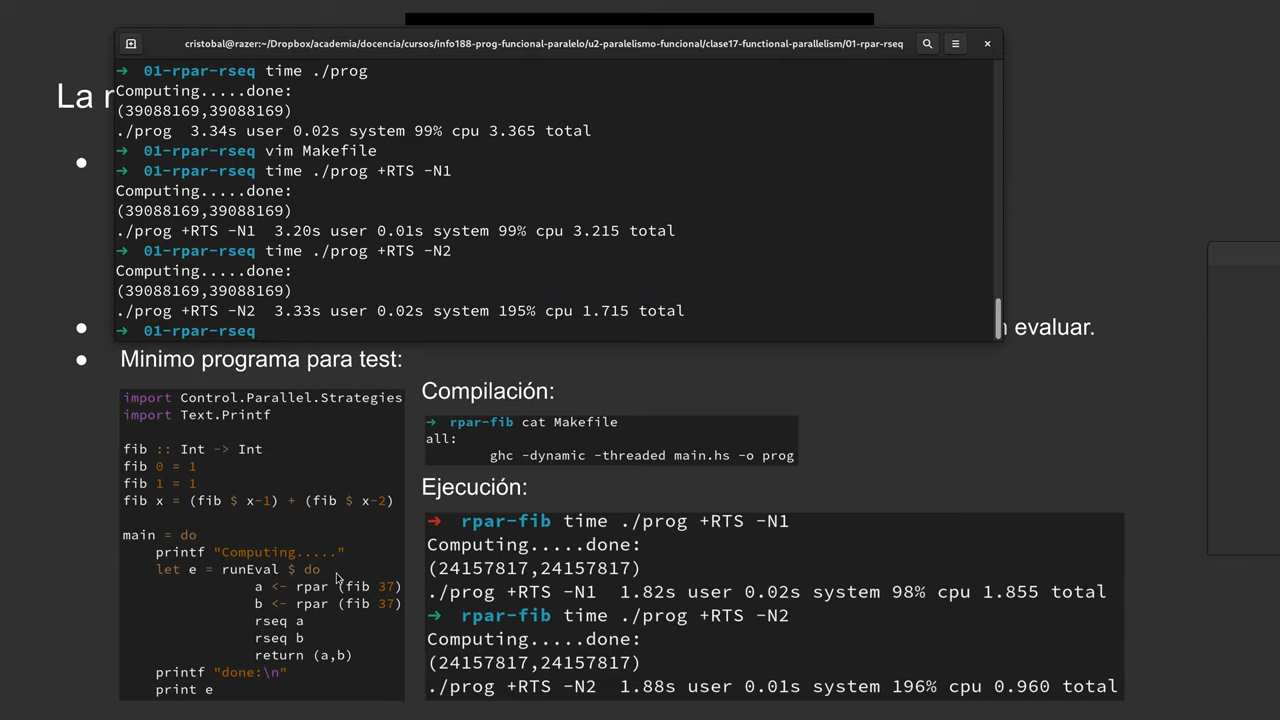 cristobal@razer:~/Dropbox/academia/docencia/cursos/info188-prog-funcional-paralelo/u2-paralelismo-funcional/clase17-functional-parallelism/01-rpar-rseq
→ 01-rpar-rseq time ./prog
Computing.....done:
(39088169,39088169)
./prog  3.34s user 0.02s system 99% cpu 3.365 total
→ 01-rpar-rseq vim Makefile
→ 01-rpar-rseq time ./prog +RTS -N1
Computing.....done:
(39088169,39088169)
./prog +RTS -N1  3.20s user 0.01s system 99% cpu 3.215 total
→ 01-rpar-rseq time ./prog +RTS -N2
Computing.....done:
(39088169,39088169)
./prog +RTS -N2  3.33s user 0.02s system 195% cpu 1.715 total
→ 01-rpar-rseq
La
●
● evaluar.
● Minimo programa para test:
import Control.Parallel.Strategies
import Text.Printf
fib :: Int -> Int
fib 0 = 1
fib 1 = 1
fib x = (fib $ x-1) + (fib $ x-2)
main = do
printf "Computing....."
let e = runEval $ do
a <- rpar (fib 37)
b <- rpar (fib 37)
rseq a
rseq b
return (a,b)
printf "done:\n"
print e
Compilación:
→ rpar-fib cat Makefile
all:
ghc -dynamic -threaded main.hs -o prog
Ejecución:
→ rpar-fib time ./prog +RTS -N1
Computing.....done:
(24157817,24157817)
./prog +RTS -N1  1.82s user 0.02s system 98% cpu 1.855 total
→ rpar-fib time ./prog +RTS -N2
Computing.....done:
(24157817,24157817)
./prog +RTS -N2  1.88s user 0.01s system 196% cpu 0.960 total